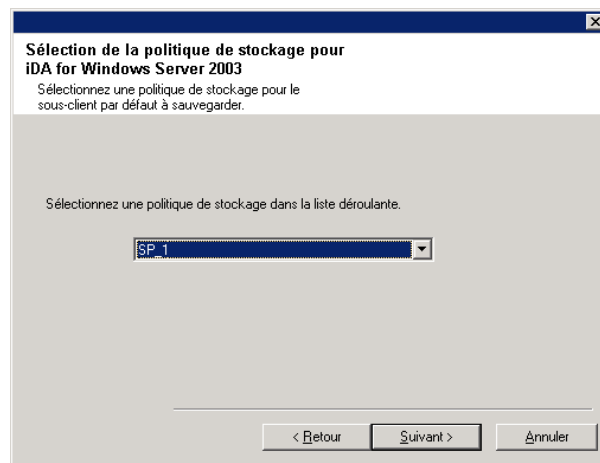 Sélection de la politique de stockage pour
iDA for Windows Server 2003
Sélectionnez une politique de stockage pour le
sous-client par défaut à sauvegarder.
Sélectionnez une politique de stockage dans la liste déroulante.
SP_1
< Retour
Suivant >
Annuler